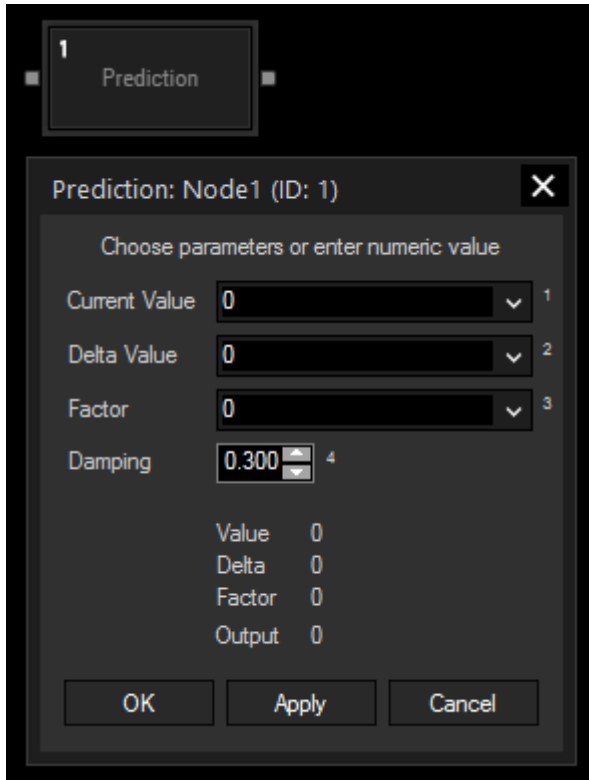 1
Prediction
Prediction: Node1 (ID: 1)
Choose parameters or enter numeric value
Current Value 0 1
Delta Value 0 2
Factor 0 3
Damping 0.300 4
Value 0
Delta 0
Factor 0
Output 0
OK Apply Cancel